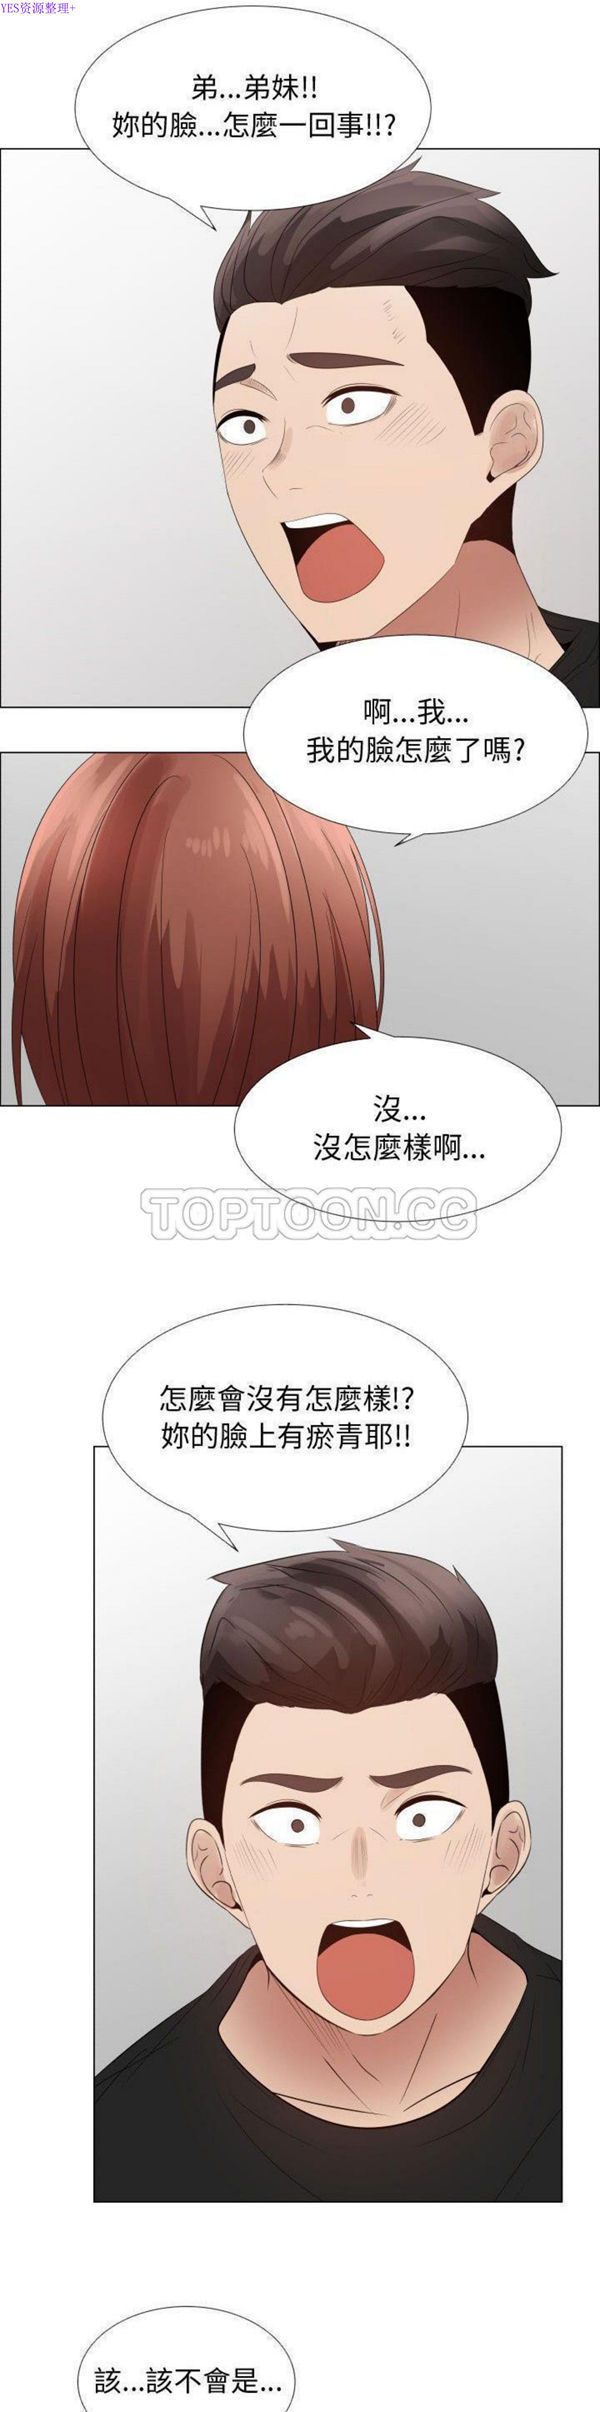 YES资源整理+
弟...弟妹!!
妳的臉...怎麼一回事!!?
啊...我...
我的臉怎麼了嗎?
沒...
沒怎麼樣啊...
TOPTOON.CC
怎麼會沒有怎麼樣!?
妳的臉上有瘀青耶!!
該...該不會是...